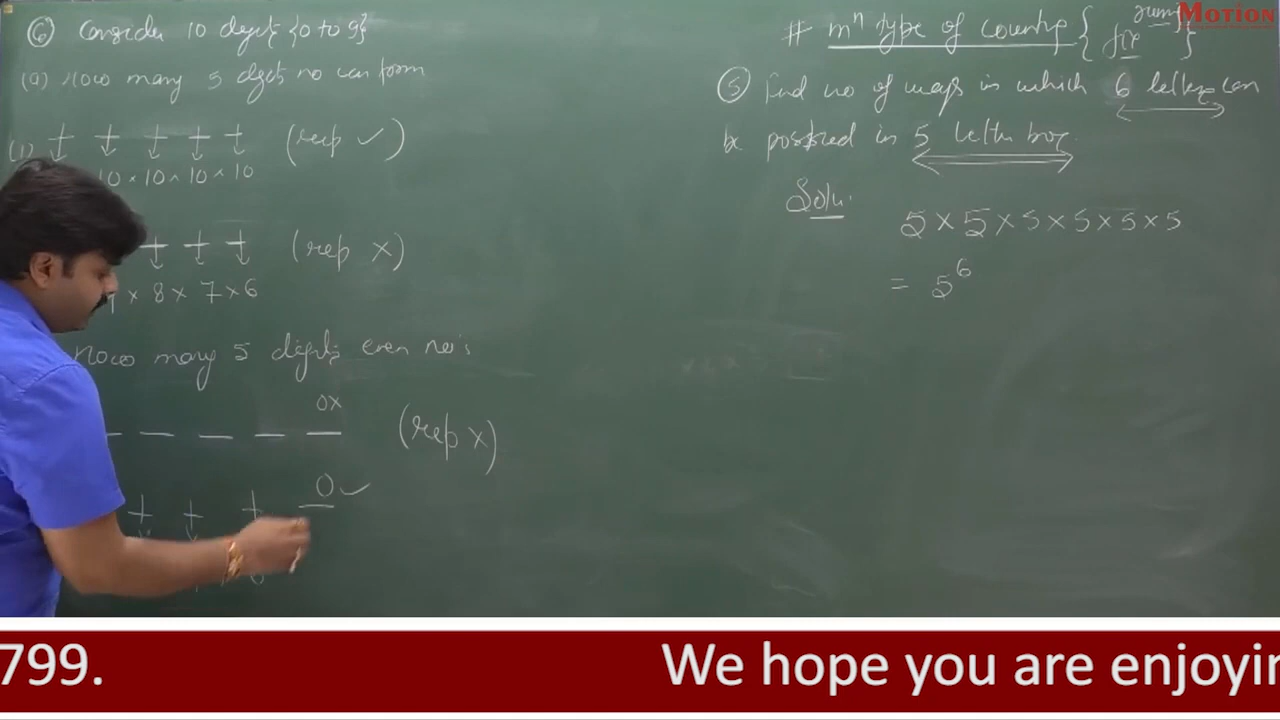 ⑥ Consider 10 digits {0 to 9}
(a) How many 5 digits no can form
(rep ✓)
10 × 10 × 10 × 10
(rep ×)
9 × 8 × 7 × 6
How many 5 digits even no's
0×
(rep ×)
0 ✓
MOTION
# mⁿ type of counting { fix }
⑤ Find no of ways in which 6 letters can
be posted in 5 letter box.
Solu.
5 × 5 × 5 × 5 × 5 × 5
= 5⁶
799. We hope you are enjoyin